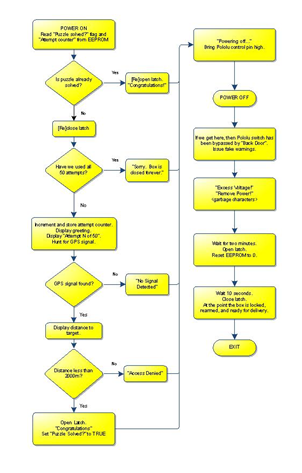 POWER ON
Read "Puzzle solved?" flag and
"Attempt counter" from EEPROM
Is puzzle already
solved?
Yes
[Re]open latch.
"Congratulations!"
No
[Re]close latch
Have we used all
50 attempts?
Yes
"Sorry. Box is
closed forever."
No
Increment and store attempt counter.
Display greeting.
Display "Attempt N of 50".
Hunt for GPS signal.
GPS signal found?
No
"No Signal
Detected"
Yes
Display distance to
target.
Distance less than
2000m?
No
"Access Denied"
Yes
Open Latch.
"Congratulations"
Set "Puzzle Solved?" to TRUE
"Powering off..."
Bring Pololu control pin high.
POWER OFF
If we get here, then Pololu switch has
been bypassed by "Back Door".
Issue fake warnings.
"Excess Voltage!"
"Remove Power!"
<garbage characters>
Wait for two minutes.
Open latch.
Reset EEPROM to 0.
Wait 10 seconds.
Close latch.
At this point the box is locked,
rearmed, and ready for delivery.
EXIT